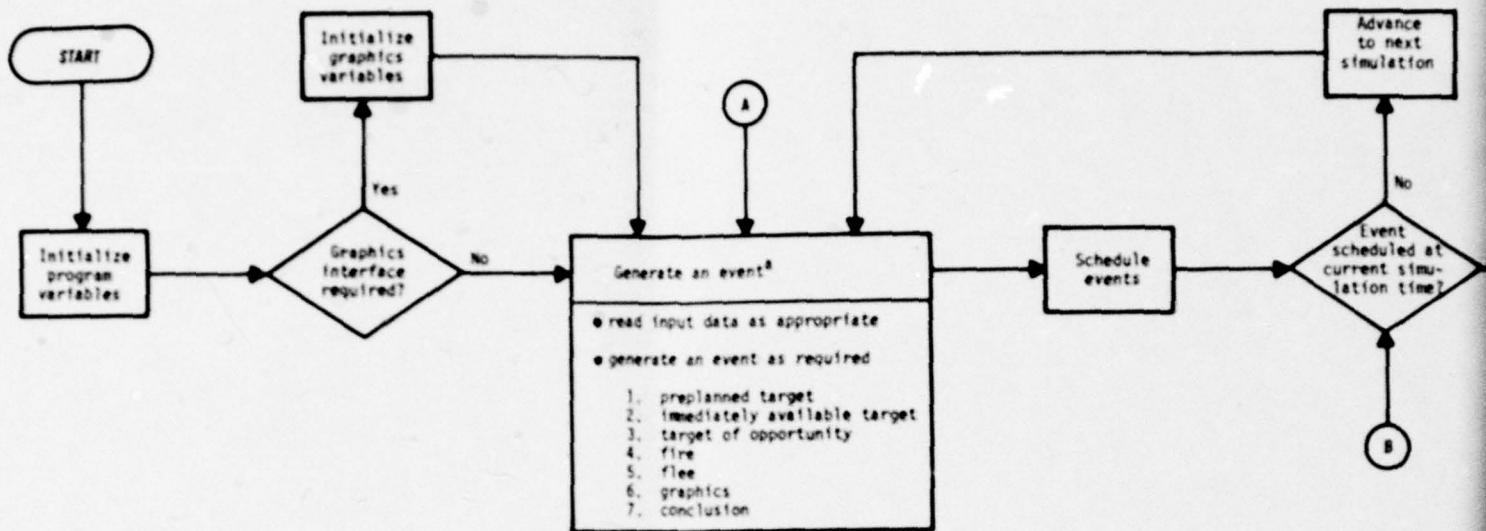 START
Initialize
program
variables
Graphics
interface
required?
Yes
No
Initialize
graphics
variables
A
Generate an eventᵃ
● read input data as appropriate
● generate an event as required
1. preplanned target
2. immediately available target
3. target of opportunity
4. fire
5. flee
6. graphics
7. conclusion
Schedule
events
Event
scheduled at
current simu-
lation time?
No
Advance
to next
simulation
B